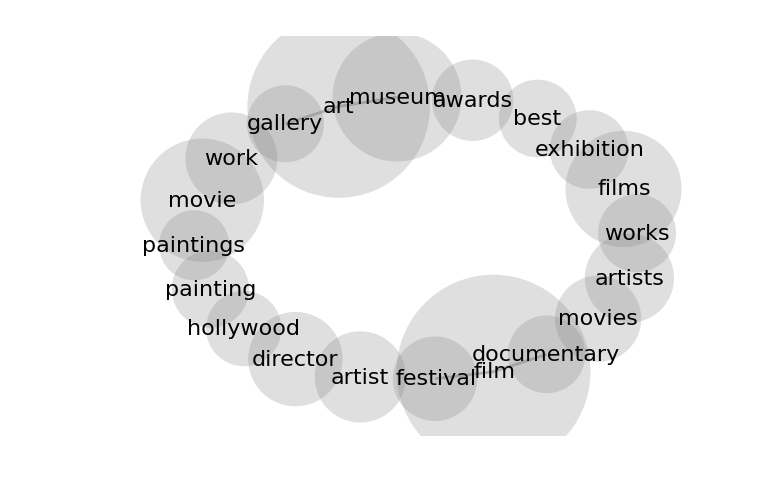 museum
awards
art
best
gallery
exhibition
work
films
movie
works
paintings
artists
painting
movies
hollywood
documentary
director
film
artist
festival